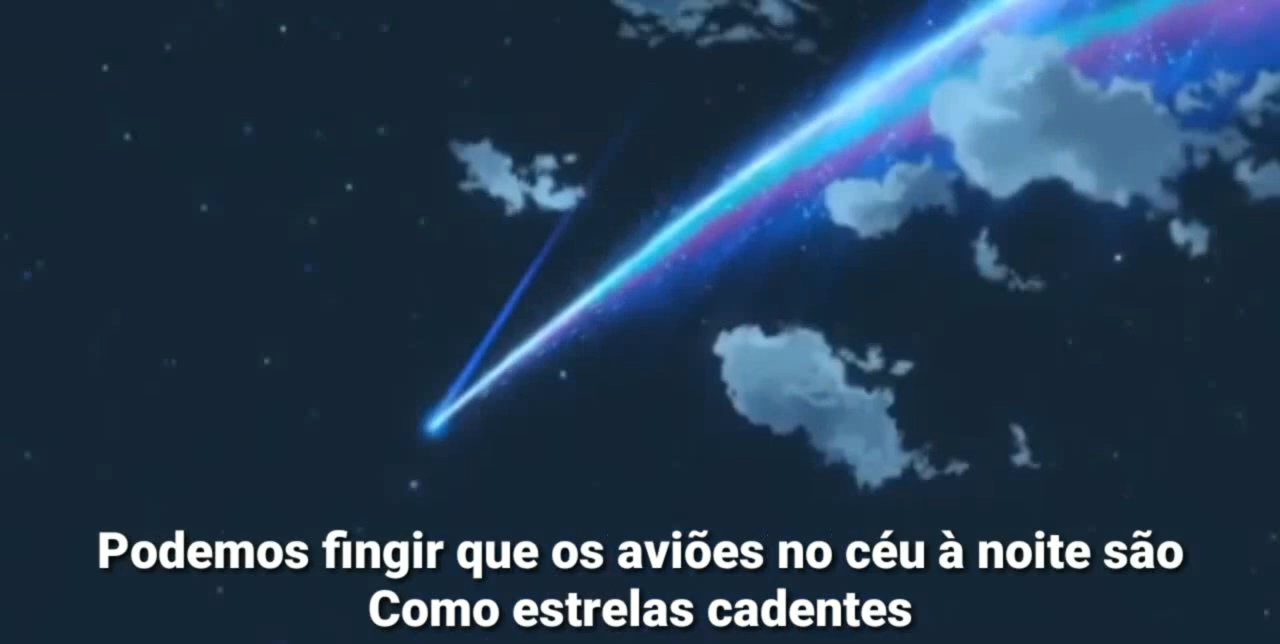 Podemos fingir que os aviões no céu à noite são
Como estrelas cadentes